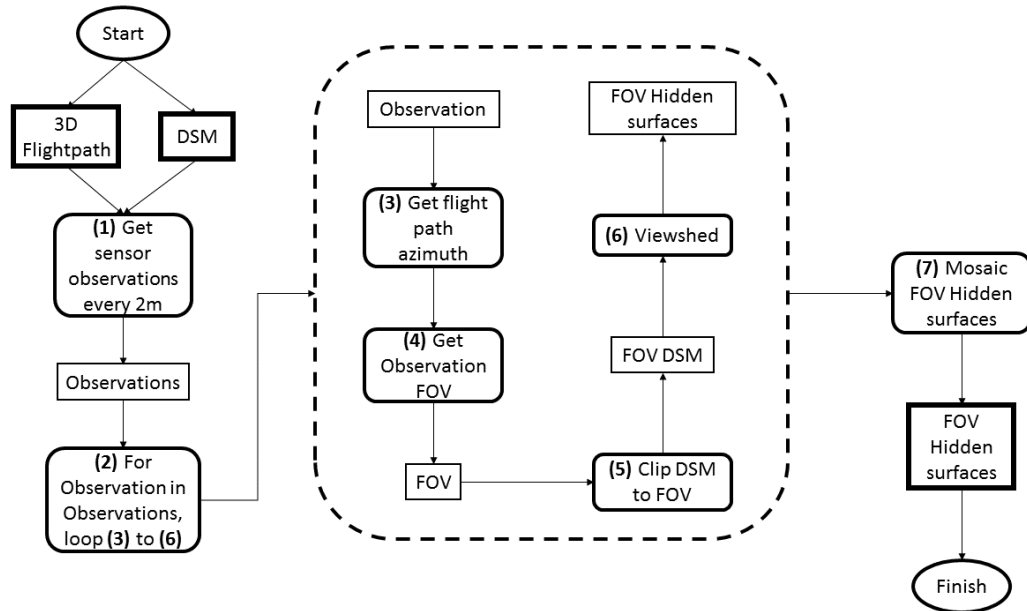 Start
3D
Flightpath
DSM
(1) Get
sensor
observations
every 2m
Observations
(2) For
Observation in
Observations,
loop (3) to (6)
Observation
(3) Get flight
path
azimuth
(4) Get
Observation
FOV
FOV
FOV Hidden
surfaces
(6) Viewshed
FOV DSM
(5) Clip DSM
to FOV
(7) Mosaic
FOV Hidden
surfaces
FOV
Hidden
surfaces
Finish